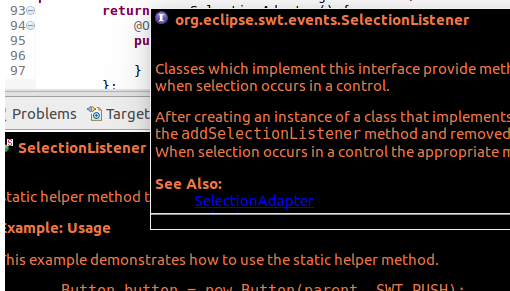 93
return
94
@O
95
pu
96
97
}
};
org.eclipse.swt.events.SelectionListener
Classes which implement this interface provide meth
when selection occurs in a control.
After creating an instance of a class that implements
the addSelectionListener method and removed
When selection occurs in a control the appropriate m
See Also:
SelectionAdapter
Problems
Target
SelectionListener
Static helper method t
Example: Usage
This example demonstrates how to use the static helper method.
Button button = new Button(parent, SWT.PUSH);